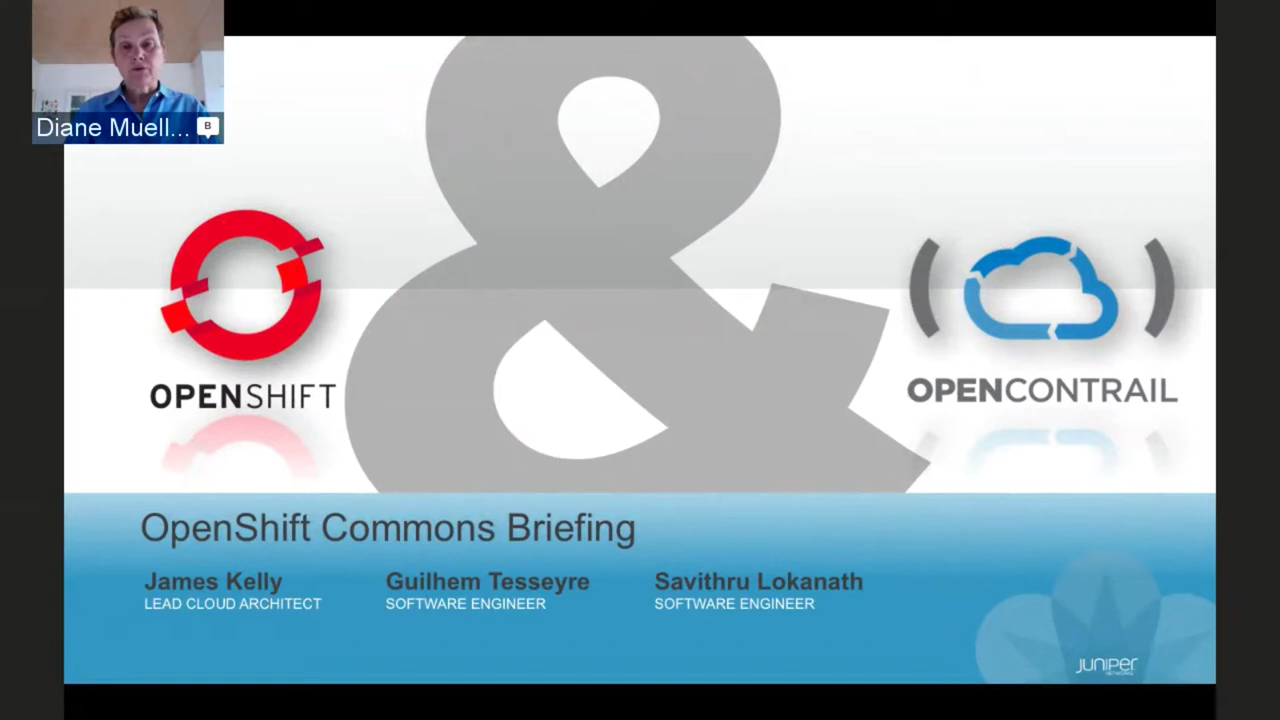 Diane Muell...
B
&
OPENSHIFT
OPENCONTRAIL
OpenShift Commons Briefing
James Kelly
LEAD CLOUD ARCHITECT
Guilhem Tesseyre
SOFTWARE ENGINEER
Savithru Lokanath
SOFTWARE ENGINEER
JUNIPER
NETWORKS